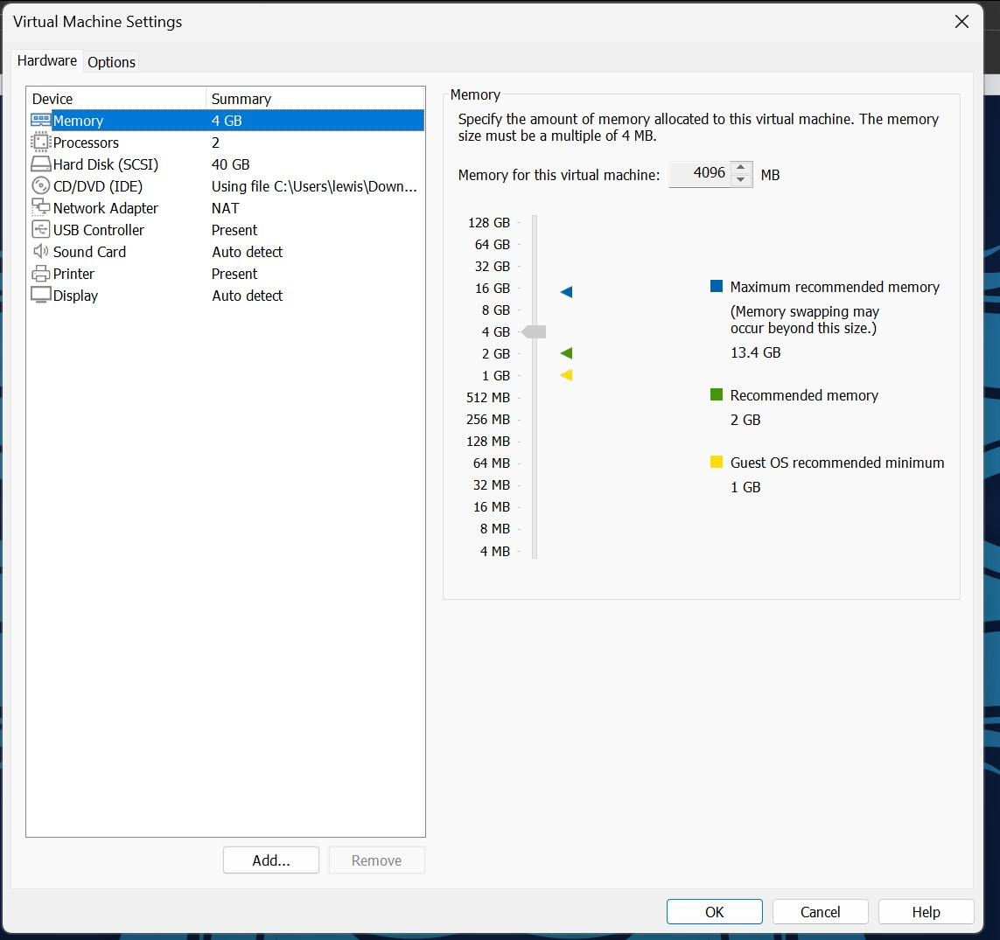 Virtual Machine Settings
Hardware Options
Device Summary
Memory 4 GB
Processors 2
Hard Disk (SCSI) 40 GB
CD/DVD (IDE) Using file C:\Users\lewis\Down...
Network Adapter NAT
USB Controller Present
Sound Card Auto detect
Printer Present
Display Auto detect
Add...
Remove
Memory
Specify the amount of memory allocated to this virtual machine. The memory
size must be a multiple of 4 MB.
Memory for this virtual machine: 4096 MB
128 GB
64 GB
32 GB
16 GB
8 GB
4 GB
2 GB
1 GB
512 MB
256 MB
128 MB
64 MB
32 MB
16 MB
8 MB
4 MB
Maximum recommended memory
(Memory swapping may
occur beyond this size.)
13.4 GB
Recommended memory
2 GB
Guest OS recommended minimum
1 GB
OK
Cancel
Help